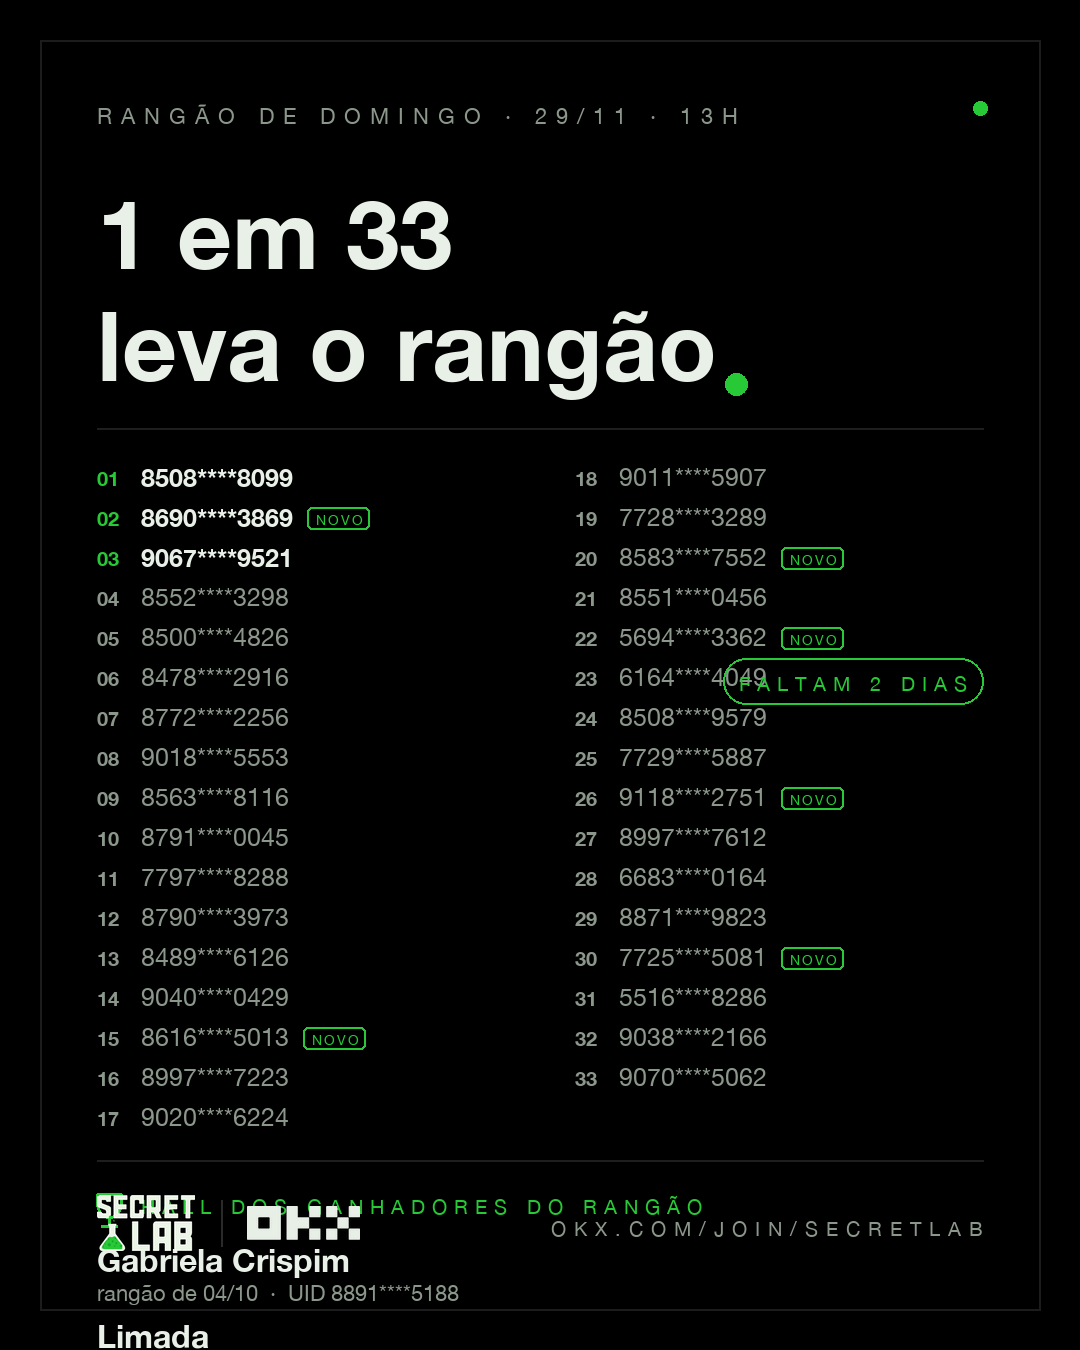 RANGÃO DE DOMINGO · 29/11 · 13H
1 em 33
leva o rangão.
01 8508****8099
02 8690****3869 NOVO
03 9067****9521
04 8552****3298
05 8500****4826
06 8478****2916
07 8772****2256
08 9018****5553
09 8563****8116
10 8791****0045
11 7797****8288
12 8790****3973
13 8489****6126
14 9040****0429
15 8616****5013 NOVO
16 8997****7223
17 9020****6224
18 9011****5907
19 7728****3289
20 8583****7552 NOVO
21 8551****0456
22 5694****3362 NOVO
23 6164****4049
FALTAM 2 DIAS
24 8508****9579
25 7729****5887
26 9118****2751 NOVO
27 8997****7612
28 6683****0164
29 8871****9823
30 7725****5081 NOVO
31 5516****8286
32 9038****2166
33 9070****5062
HALL DOS GANHADORES DO RANGÃO
SECRET
LAB
OKX
OKX.COM/JOIN/SECRETLAB
Gabriela Crispim
rangão de 04/10 · UID 8891****5188
Limada